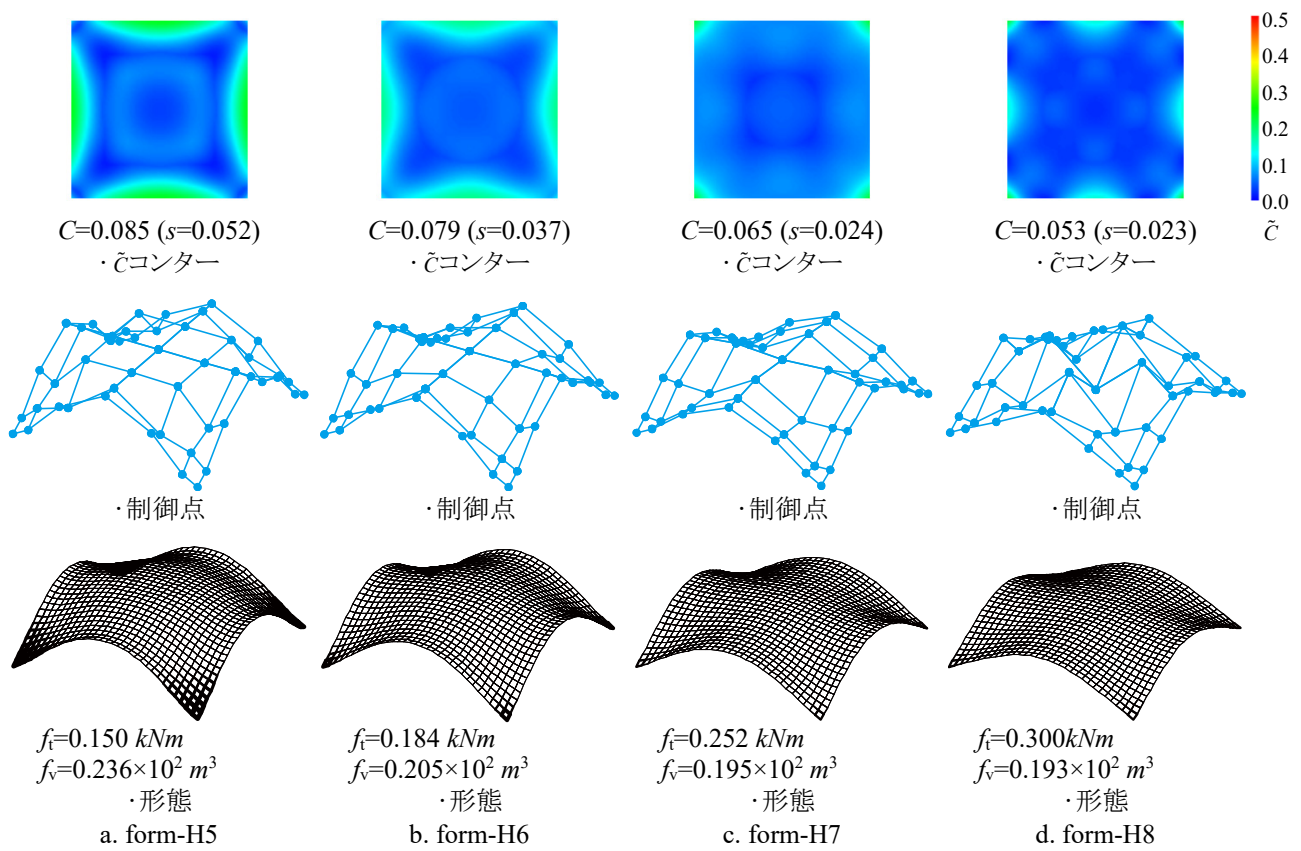 0.5
0.4
0.3
0.2
0.1
0.0
C̃
C=0.085 (s=0.052)
C=0.079 (s=0.037)
C=0.065 (s=0.024)
C=0.053 (s=0.023)
・C̃コンター
・C̃コンター
・C̃コンター
・C̃コンター
・制御点
・制御点
・制御点
・制御点
fₜ=0.150 kNm
fₜ=0.184 kNm
fₜ=0.252 kNm
fₜ=0.300kNm
fᵥ=0.236×10² m³
fᵥ=0.205×10² m³
fᵥ=0.195×10² m³
fᵥ=0.193×10² m³
・形態
・形態
・形態
・形態
a. form-H5
b. form-H6
c. form-H7
d. form-H8